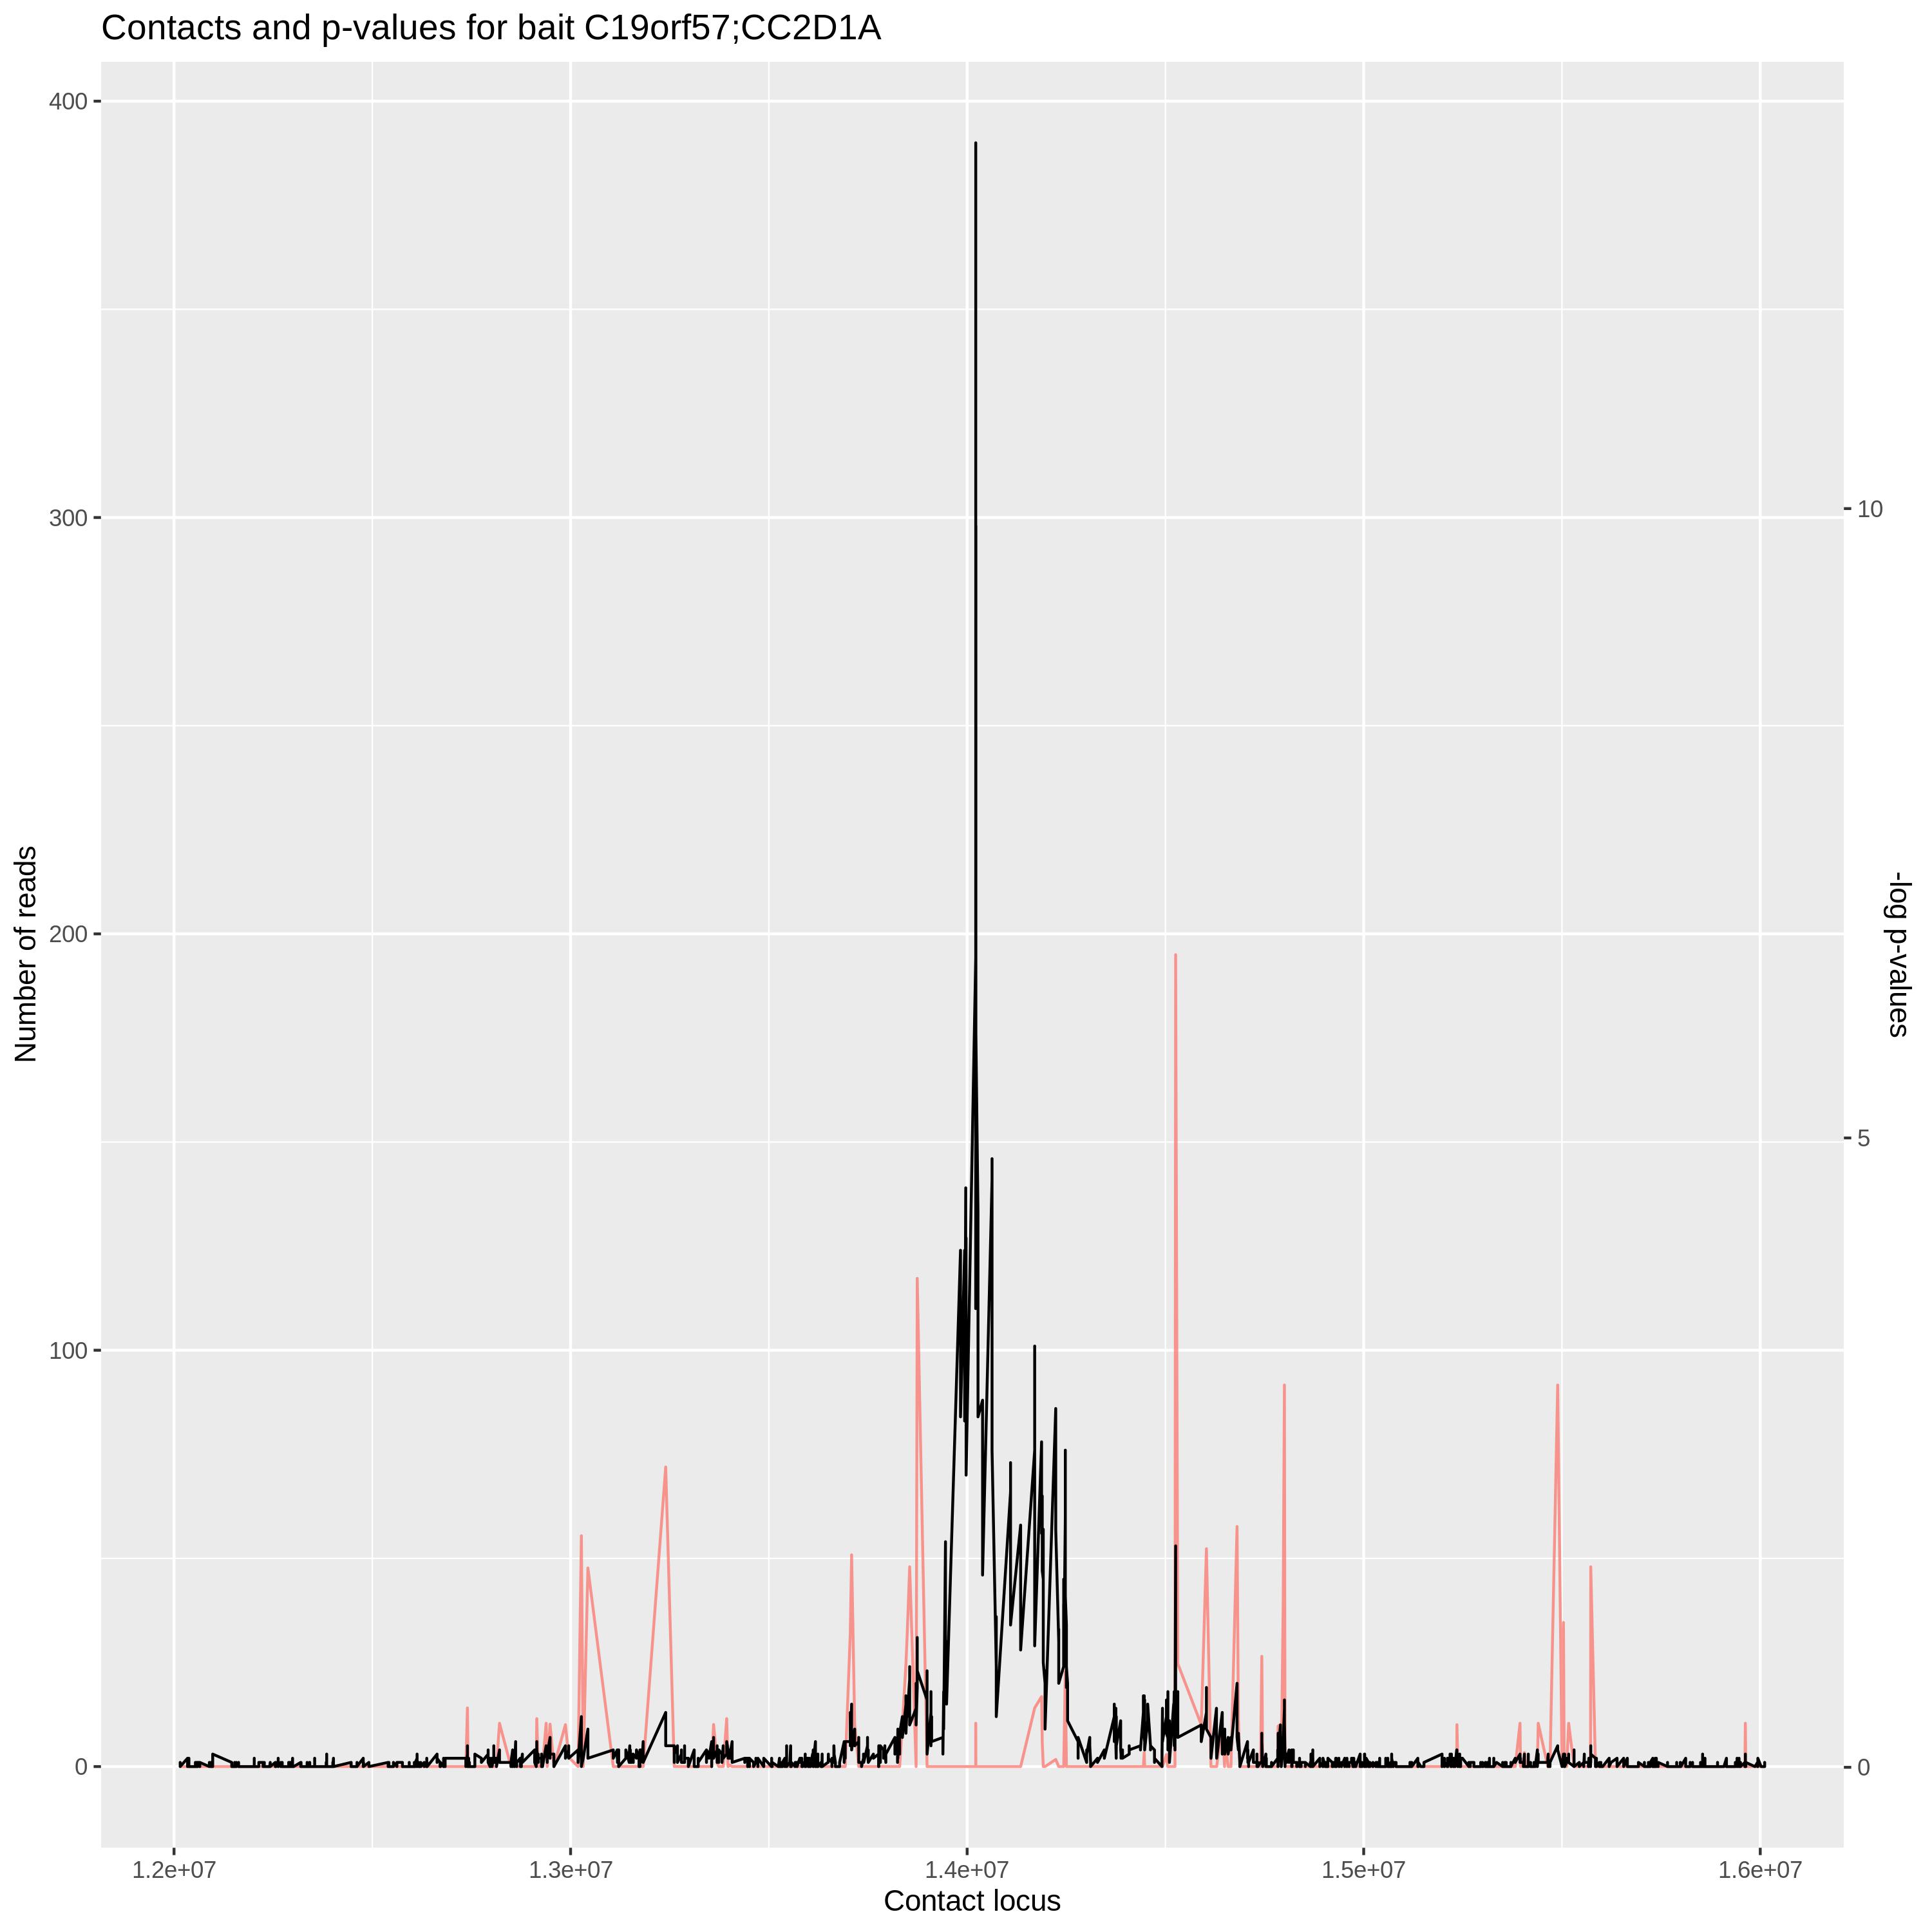 Contacts and p-values for bait C19orf57;CC2D1A
400
300
200
100
0
Number of reads
10
5
0
-log p-values
1.2e+07
1.3e+07
1.4e+07
1.5e+07
1.6e+07
Contact locus